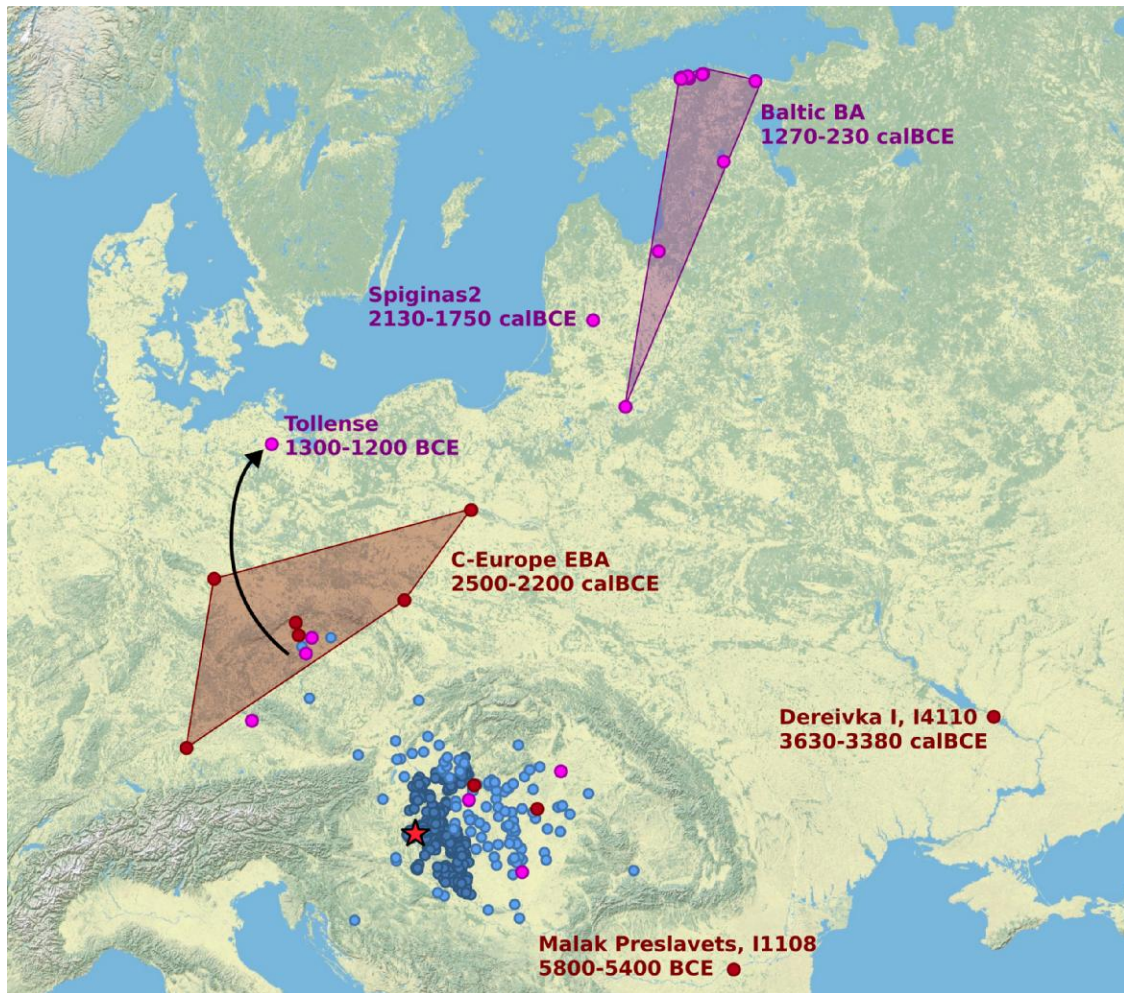 Baltic BA
1270-230 calBCE
Spiginas2
2130-1750 calBCE
Tollense
1300-1200 BCE
C-Europe EBA
2500-2200 calBCE
Dereivka I, I4110
3630-3380 calBCE
Malak Preslavets, I1108
5800-5400 BCE